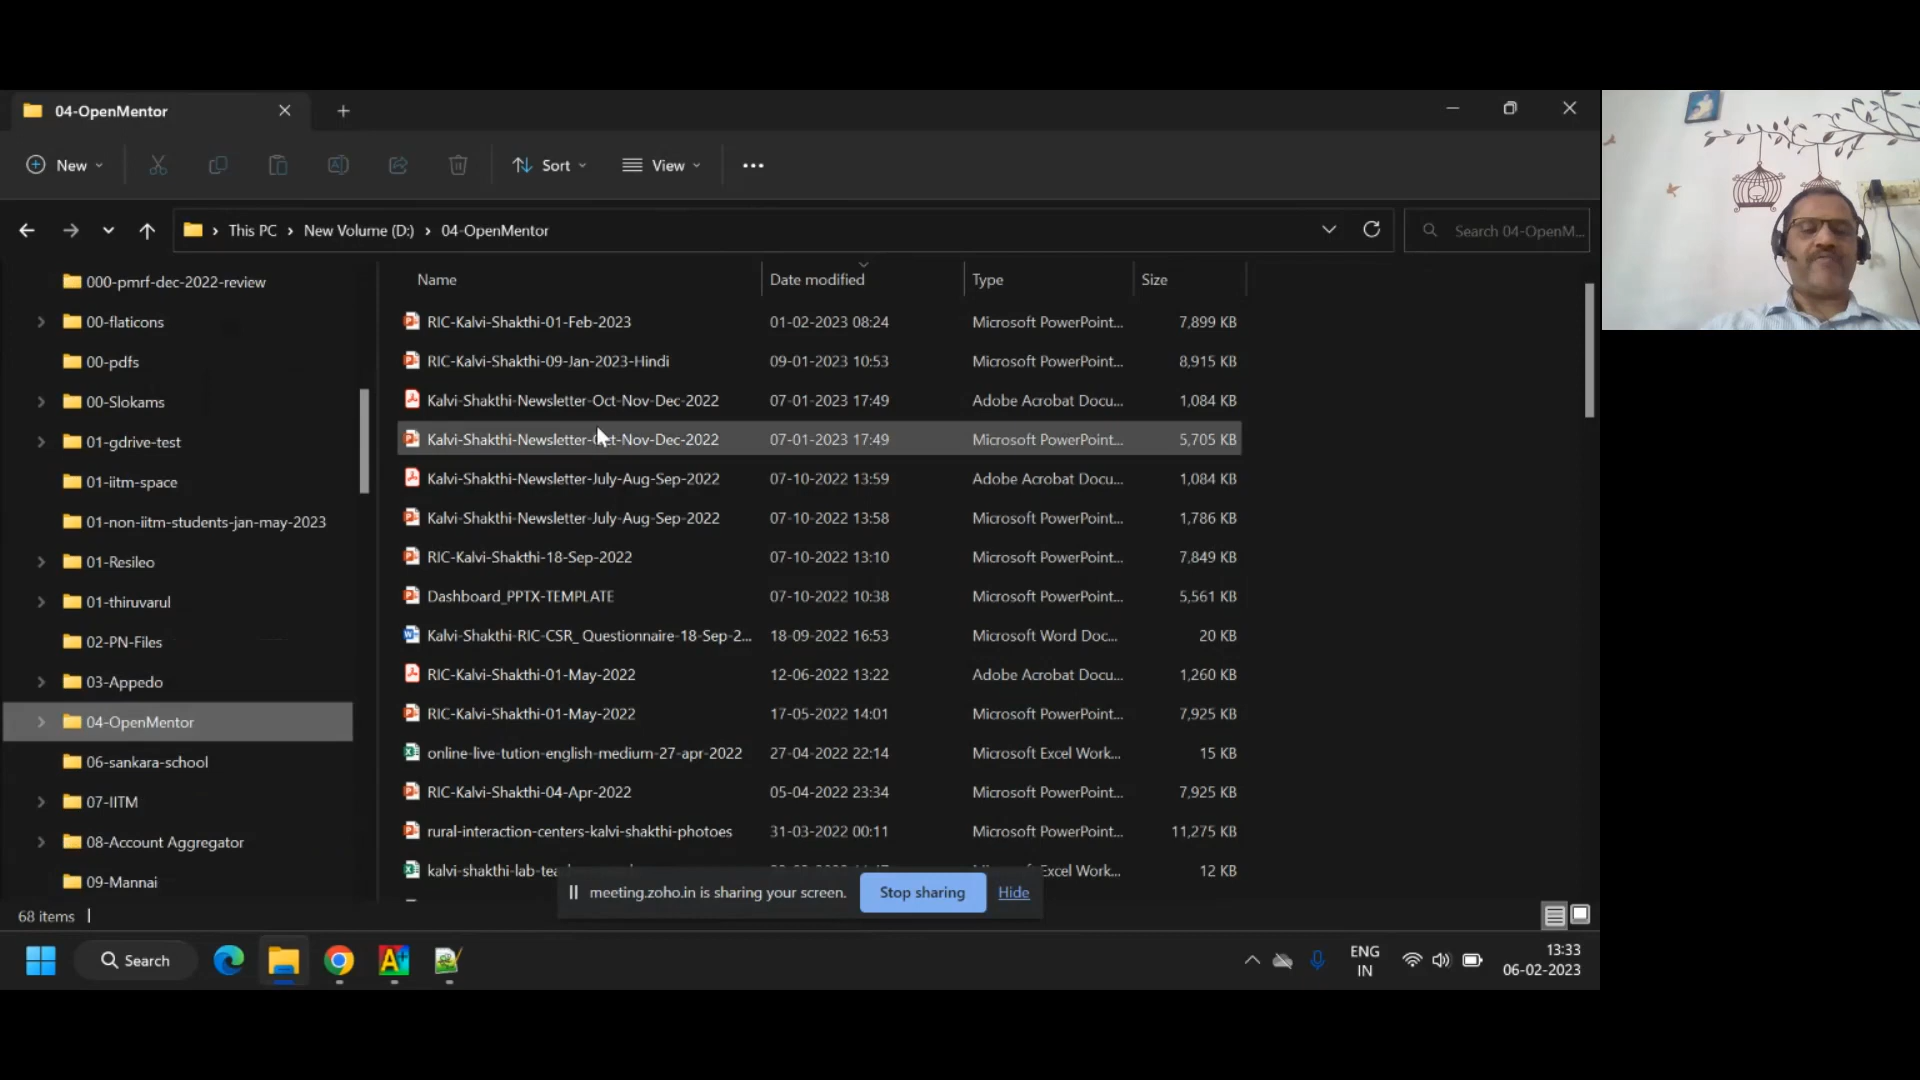 04-OpenMentor
New
Sort
View
This PC
New Volume (D:)
04-OpenMentor
Search 04-OpenM...
000-pmrf-dec-2022-review
00-flaticons
00-pdfs
00-Slokams
01-gdrive-test
01-iitm-space
01-non-iitm-students-jan-may-2023
01-Resileo
01-thiruvarul
02-PN-Files
03-Appedo
04-OpenMentor
06-sankara-school
07-IITM
08-Account Aggregator
09-Mannai
Name Date modified Type Size
RIC-Kalvi-Shakthi-01-Feb-2023 01-02-2023 08:24 Microsoft PowerPoint... 7,899 KB
RIC-Kalvi-Shakthi-09-Jan-2023-Hindi 09-01-2023 10:53 Microsoft PowerPoint... 8,915 KB
Kalvi-Shakthi-Newsletter-Oct-Nov-Dec-2022 07-01-2023 17:49 Adobe Acrobat Docu... 1,084 KB
Kalvi-Shakthi-Newsletter-Oct-Nov-Dec-2022 07-01-2023 17:49 Microsoft PowerPoint... 5,705 KB
Kalvi-Shakthi-Newsletter-July-Aug-Sep-2022 07-10-2022 13:59 Adobe Acrobat Docu... 1,084 KB
Kalvi-Shakthi-Newsletter-July-Aug-Sep-2022 07-10-2022 13:58 Microsoft PowerPoint... 1,786 KB
RIC-Kalvi-Shakthi-18-Sep-2022 07-10-2022 13:10 Microsoft PowerPoint... 7,849 KB
Dashboard_PPTX-TEMPLATE 07-10-2022 10:38 Microsoft PowerPoint... 5,561 KB
Kalvi-Shakthi-RIC-CSR_ Questionnaire-18-Sep-2... 18-09-2022 16:53 Microsoft Word Doc... 20 KB
RIC-Kalvi-Shakthi-01-May-2022 12-06-2022 13:22 Adobe Acrobat Docu... 1,260 KB
RIC-Kalvi-Shakthi-01-May-2022 17-05-2022 14:01 Microsoft PowerPoint... 7,925 KB
online-live-tution-english-medium-27-apr-2022 27-04-2022 22:14 Microsoft Excel Work... 15 KB
RIC-Kalvi-Shakthi-04-Apr-2022 05-04-2022 23:34 Microsoft PowerPoint... 7,925 KB
rural-interaction-centers-kalvi-shakthi-photoes 31-03-2022 00:11 Microsoft PowerPoint... 11,275 KB
kalvi-shakthi-lab- Excel Work... 12 KB
meeting.zoho.in is sharing your screen. Stop sharing Hide
68 items
Search
ENG
IN
13:33
06-02-2023